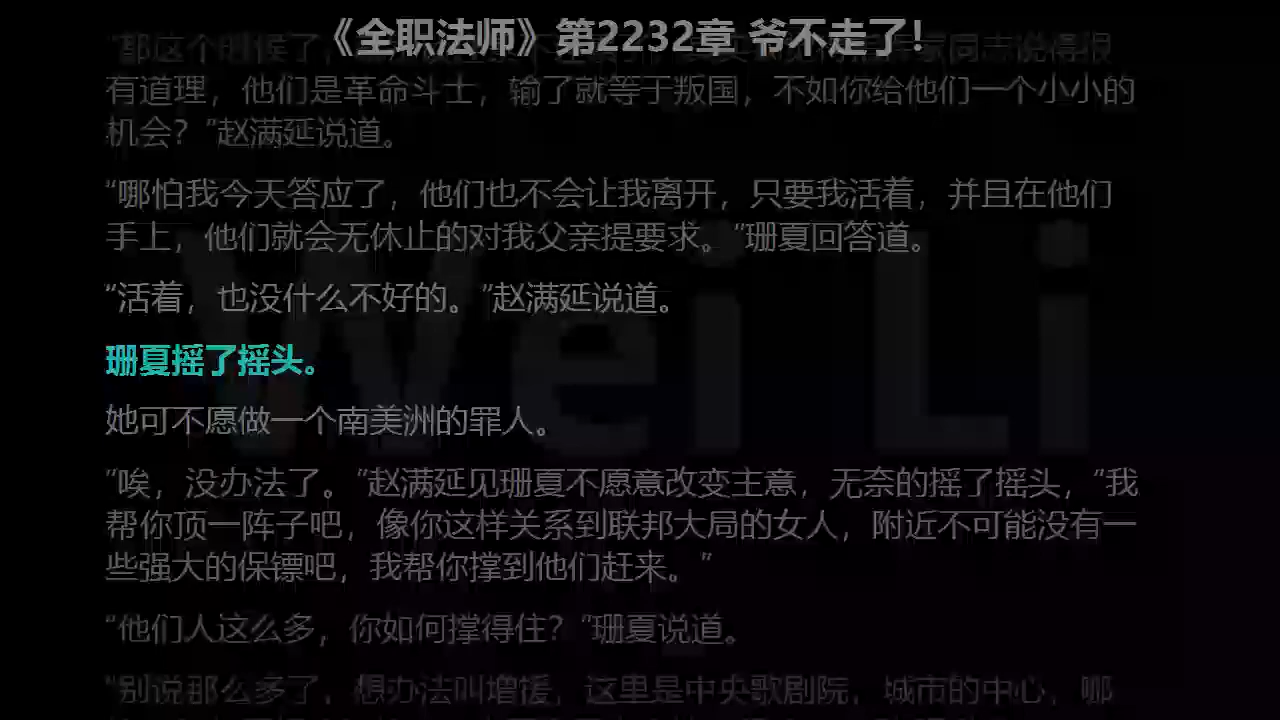 《全职法师》第2232章 爷不走了!
有道理，他们是革命斗士，输了就等于叛国，不如你给他们一个小小的
机会？”赵满延说道。
“哪怕我今天答应了，他们也不会让我离开，只要我活着，并且在他们
手上，他们就会无休止的对我父亲提要求。”珊夏回答道。
“活着，也没什么不好的。”赵满延说道。
珊夏摇了摇头。
她可不愿做一个南美洲的罪人。
“唉，没办法了。”赵满延见珊夏不愿意改变主意，无奈的摇了摇头，“我
帮你顶一阵子吧，像你这样关系到联邦大局的女人，附近不可能没有一
些强大的保镖吧，我帮你撑到他们赶来。”
“他们人这么多，你如何撑得住？”珊夏说道。
“别说那么多了，想办法叫增援，这里是中央歌剧院，城市的中心，哪
Wei Li